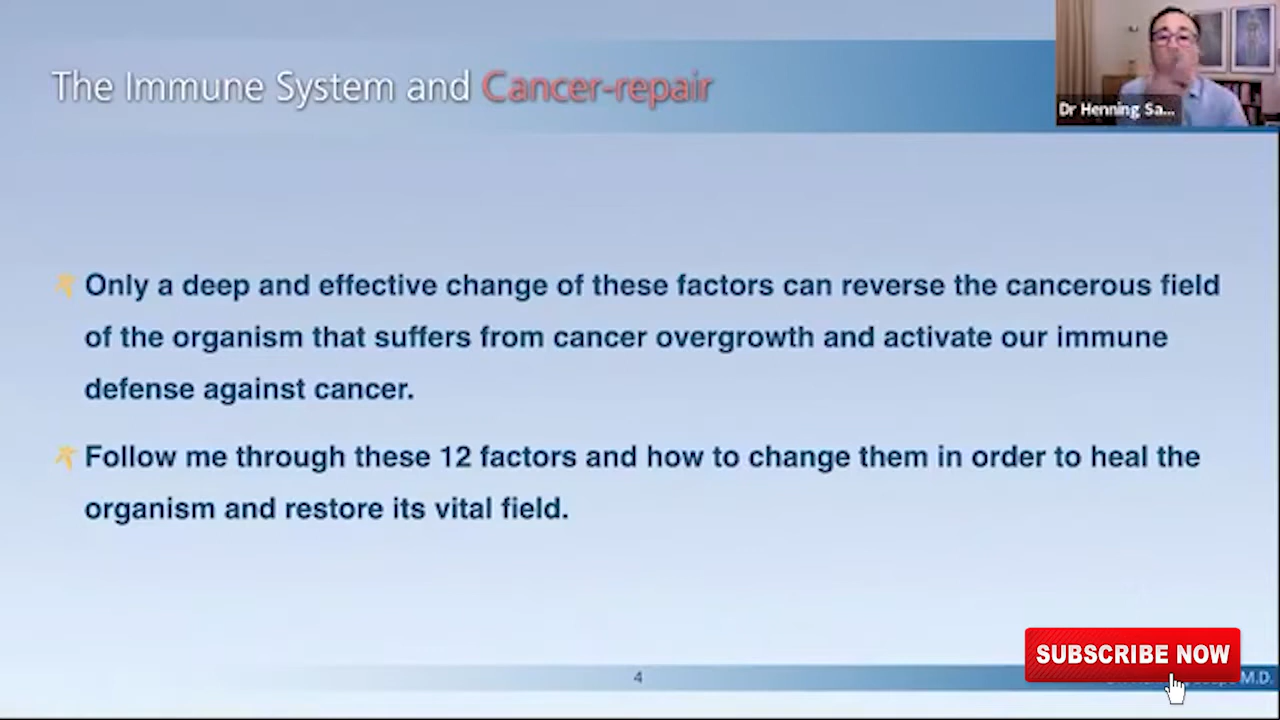 The Immune System and Cancer-repair
Dr Henning Sa...
Only a deep and effective change of these factors can reverse the cancerous field
of the organism that suffers from cancer overgrowth and activate our immune
defense against cancer.
Follow me through these 12 factors and how to change them in order to heal the
organism and restore its vital field.
SUBSCRIBE NOW
4
M.D.